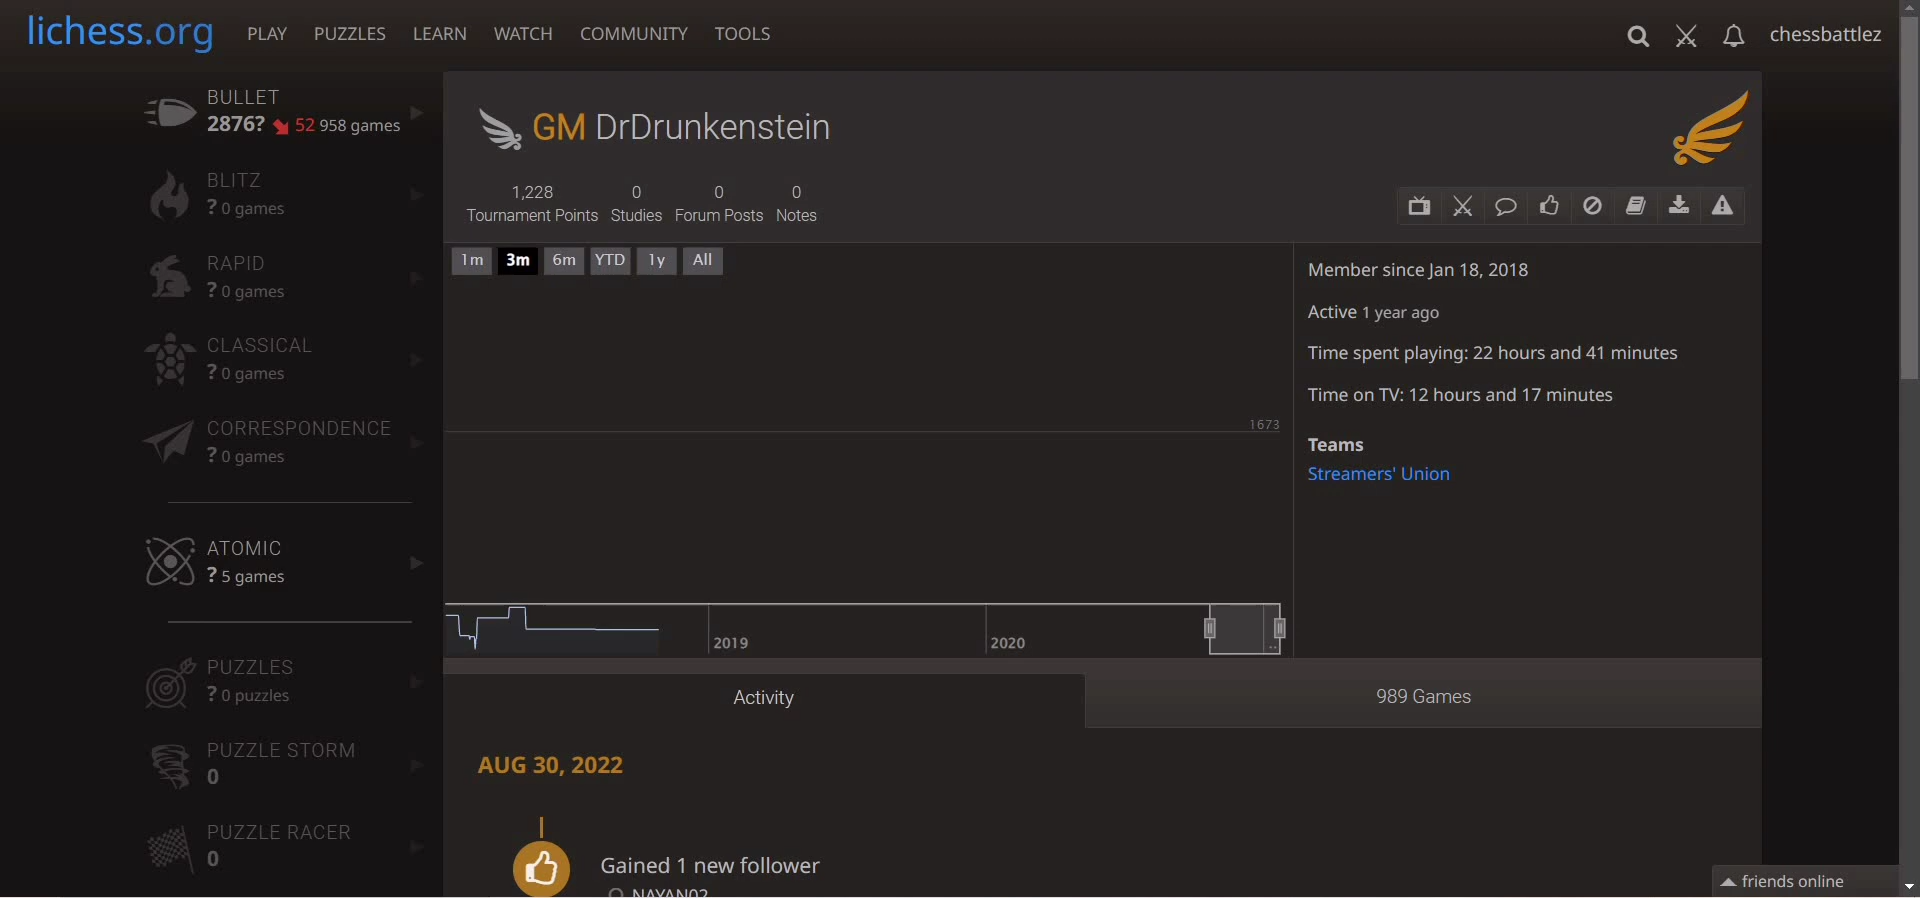 lichess.org
PLAY PUZZLES LEARN WATCH COMMUNITY TOOLS
chessbattlez
BULLET
2876? 52 958 games
BLITZ
? 0 games
RAPID
? 0 games
CLASSICAL
? 0 games
CORRESPONDENCE
? 0 games
ATOMIC
? 5 games
PUZZLES
? 0 puzzles
PUZZLE STORM
0
PUZZLE RACER
0
GM DrDrunkenstein
1,228 0 0 0
Tournament Points Studies Forum Posts Notes
1m 3m 6m YTD 1y All
1673
2019 2020 ..
Member since Jan 18, 2018
Active 1 year ago
Time spent playing: 22 hours and 41 minutes
Time on TV: 12 hours and 17 minutes
Teams
Streamers' Union
Activity
989 Games
AUG 30, 2022
Gained 1 new follower
NAYAN02
friends online